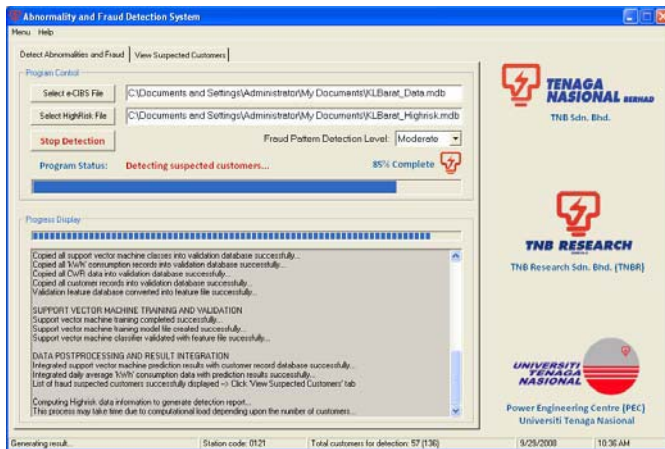 Abnormality and Fraud Detection System
Menu Help
Detect Abnormalities and Fraud View Suspected Customers
Program Control
Select e-CIBS File C:\Documents and Settings\Administrator\My Documents\KLBarat_Data.mdb
Select HighRisk File C:\Documents and Settings\Administrator\My Documents\KLBarat_Highrisk.mdb
Stop Detection Fraud Pattern Detection Level: Moderate
Program Status: Detecting suspected customers... 85% Complete
Progress Display
Copied all support vector machine classes into validation database successfully...
Copied all 'kWh' consumption records into validation database successfully...
Copied all CWR data into validation database successfully...
Copied all customer records into validation database successfully...
Validation feature database converted into feature file successfully...
SUPPORT VECTOR MACHINE TRAINING AND VALIDATION
Support vector machine training completed successfully...
Support vector machine training model file created successfully...
Support vector machine classifier validated with feature file sucessfully...
DATA POSTPROCESSING AND RESULT INTEGRATION
Integrated support vector machine prediction results with customer record database successfully...
Integrated daily average 'kWh' consumption data with prediction results successfully...
List of fraud suspected customers successfully displayed -> Click 'View Suspected Customers' tab
Computing Highrisk data information to generate detection report...
This process may take time due to computational load depending upon the number of customers...
TENAGA
NASIONAL BERHAD
TNB Sdn. Bhd.
TNB RESEARCH
TNB Research Sdn. Bhd. (TNBR)
UNIVERSITI
TENAGA
NASIONAL
Power Engineering Centre (PEC)
Universiti Tenaga Nasional
Generating result... Station code: 0121 Total customers for detection: 57 (136) 9/29/2008 10:36 AM